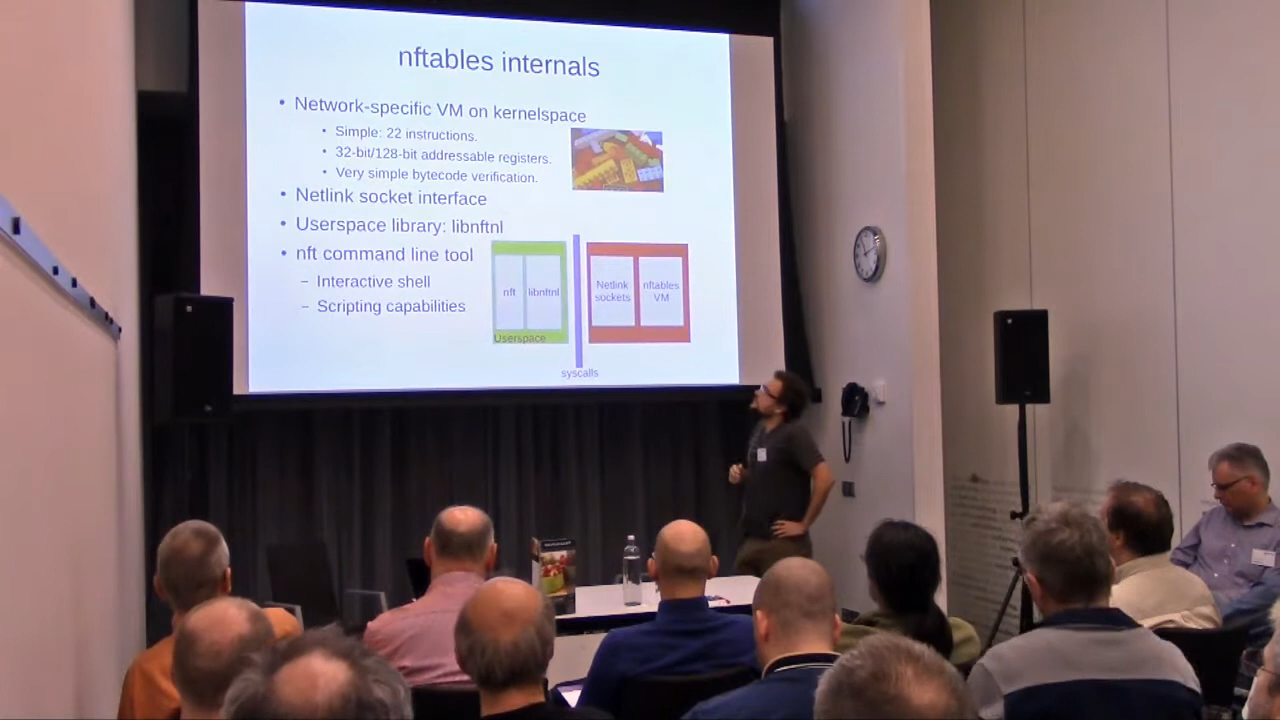 nftables internals
• Network-specific VM on kernelspace
• Simple: 22 instructions.
• 32-bit/128-bit addressable registers.
• Very simple bytecode verification.
• Netlink socket interface
• Userspace library: libnftnl
• nft command line tool
– Interactive shell
– Scripting capabilities
nft
libnftnl
Userspace
Netlink
sockets
nftables
VM
syscalls